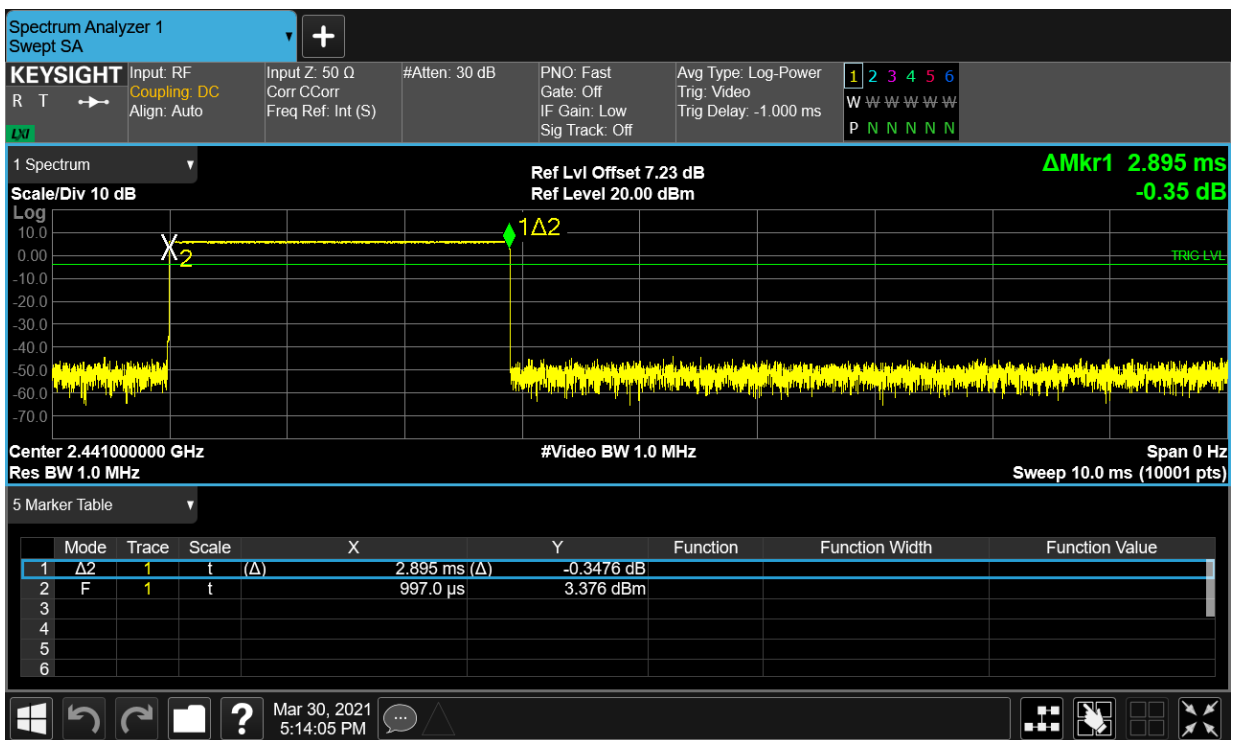 Spectrum Analyzer 1
Swept SA
+
KEYSIGHT
R T
LXI
Input: RF
Coupling: DC
Align: Auto
Input Z: 50 Ω
Corr CCorr
Freq Ref: Int (S)
#Atten: 30 dB
PNO: Fast
Gate: Off
IF Gain: Low
Sig Track: Off
Avg Type: Log-Power
Trig: Video
Trig Delay: -1.000 ms
1 2 3 4 5 6
W W W W W W
P N N N N N
1 Spectrum
Scale/Div 10 dB
Ref Lvl Offset 7.23 dB
Ref Level 20.00 dBm
ΔMkr1 2.895 ms
-0.35 dB
Log
10.0
0.00
-10.0
-20.0
-30.0
-40.0
-50.0
-60.0
-70.0
2
1Δ2
TRIG LVL
Center 2.441000000 GHz
#Video BW 1.0 MHz
Span 0 Hz
Res BW 1.0 MHz
Sweep 10.0 ms (10001 pts)
5 Marker Table
Mode Trace Scale X Y Function Function Width Function Value
1 Δ2 1 t (Δ) 2.895 ms (Δ) -0.3476 dB
2 F 1 t 997.0 µs 3.376 dBm
3
4
5
6
?
Mar 30, 2021
5:14:05 PM